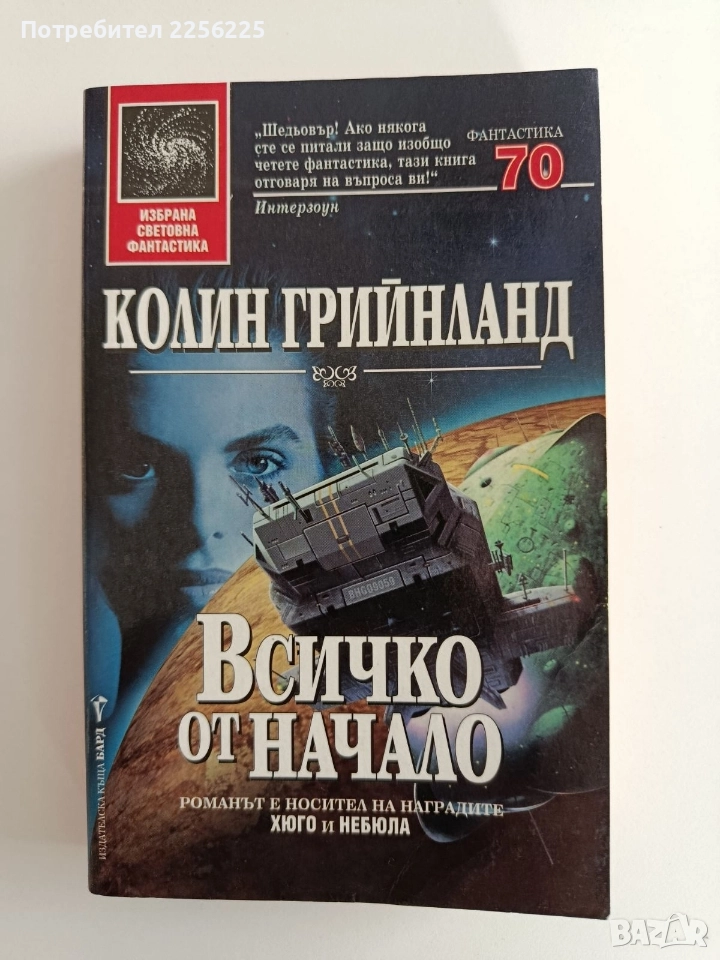 Потребител 2256225
„Шедьовър! Ако някога
сте се питали защо изобщо
четете фантастика, тази книга
отговаря на въпроса ви!“
Интерзоун
ФАНТАСТИКА
70
ИЗБРАНА
СВЕТОВНА
ФАНТАСТИКА
КОЛИН ГРИЙНЛАНД
BHG09059
ВСИЧКО
ОТ НАЧАЛО
РОМАНЪТ Е НОСИТЕЛ НА НАГРАДИТЕ
ХЮГО И НЕБЮЛА
ИЗДАТЕЛСКА КЪЩА БАРД
BAZAR